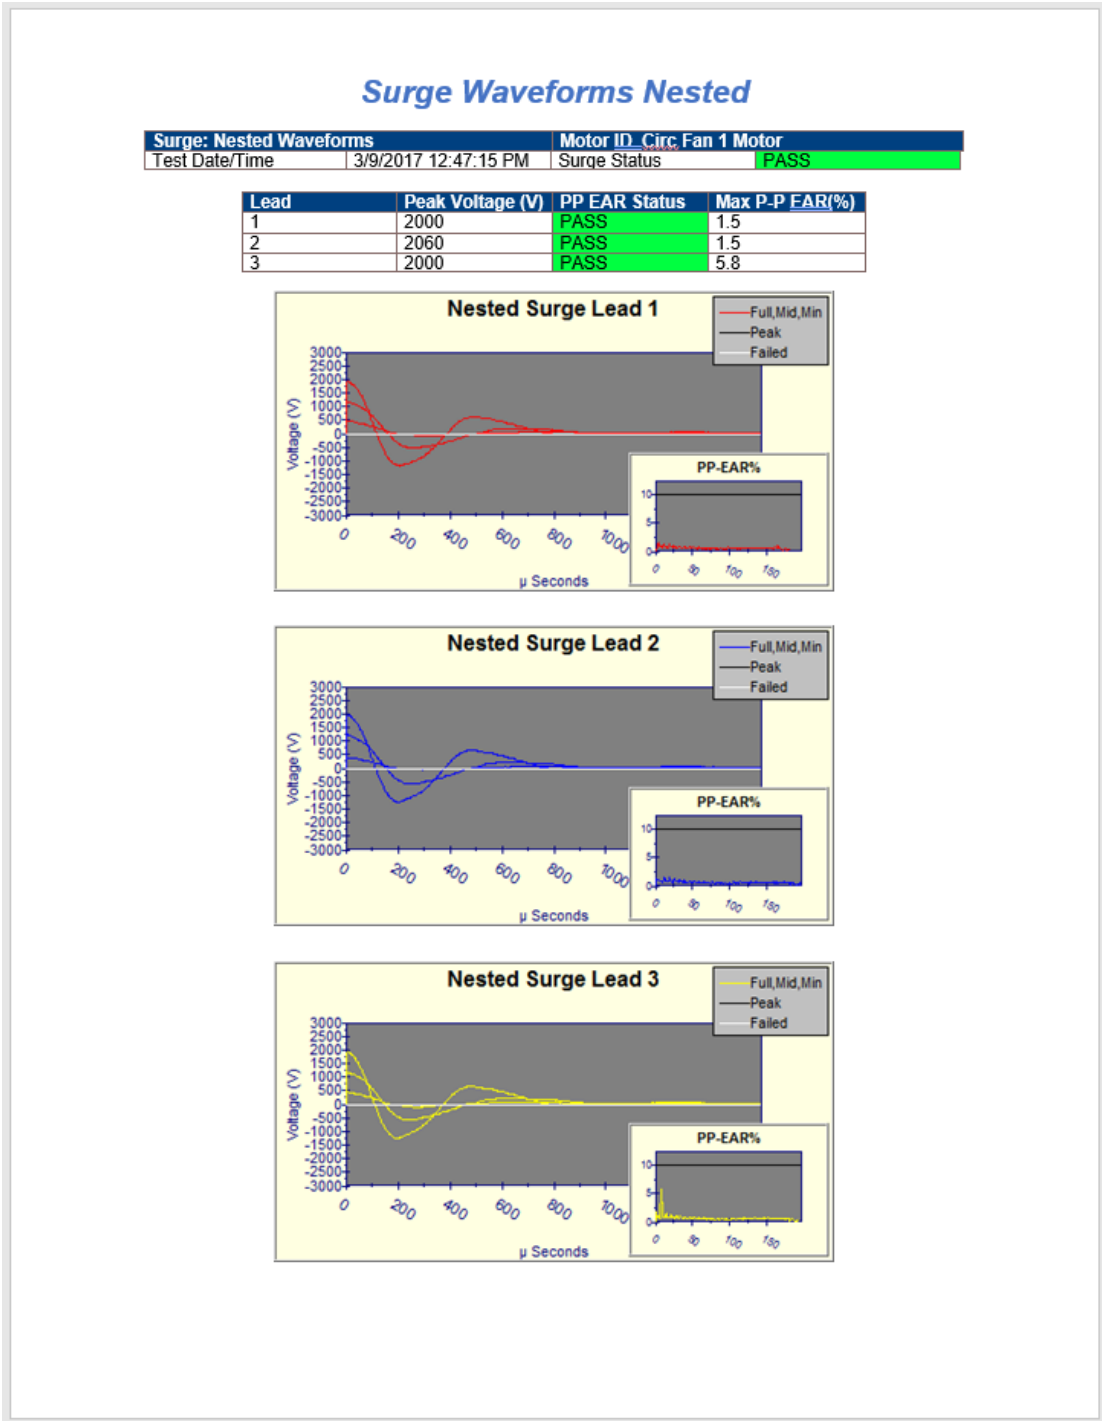 Surge Waveforms Nested
Surge: Nested Waveforms Motor ID Circ Fan 1 Motor
Test Date/Time 3/9/2017 12:47:15 PM Surge Status PASS
Lead Peak Voltage (V) PP EAR Status Max P-P EAR(%)
1 2000 PASS 1.5
2 2060 PASS 1.5
3 2000 PASS 5.8
Nested Surge Lead 1
Full,Mid,Min
Peak
Failed
Voltage (V)
3000
2500
2000
1500
1000
500
0
-500
-1000
-1500
-2000
-2500
-3000
0 200 400 600 800 1000
µ Seconds
PP-EAR%
10
5
0
0 50 100 150
Nested Surge Lead 2
Full,Mid,Min
Peak
Failed
Voltage (V)
3000
2500
2000
1500
1000
500
0
-500
-1000
-1500
-2000
-2500
-3000
0 200 400 600 800 1000
µ Seconds
PP-EAR%
10
5
0
0 50 100 150
Nested Surge Lead 3
Full,Mid,Min
Peak
Failed
Voltage (V)
3000
2500
2000
1500
1000
500
0
-500
-1000
-1500
-2000
-2500
-3000
0 200 400 600 800 1000
µ Seconds
PP-EAR%
10
5
0
0 50 100 150